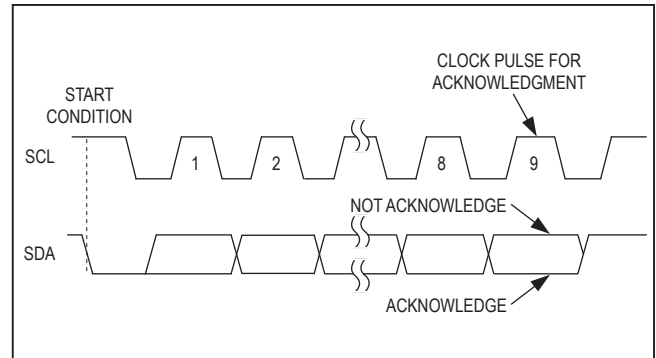 CLOCK PULSE FOR
ACKNOWLEDGMENT
START
CONDITION
SCL
1
2
8
9
NOT ACKNOWLEDGE
SDA
ACKNOWLEDGE